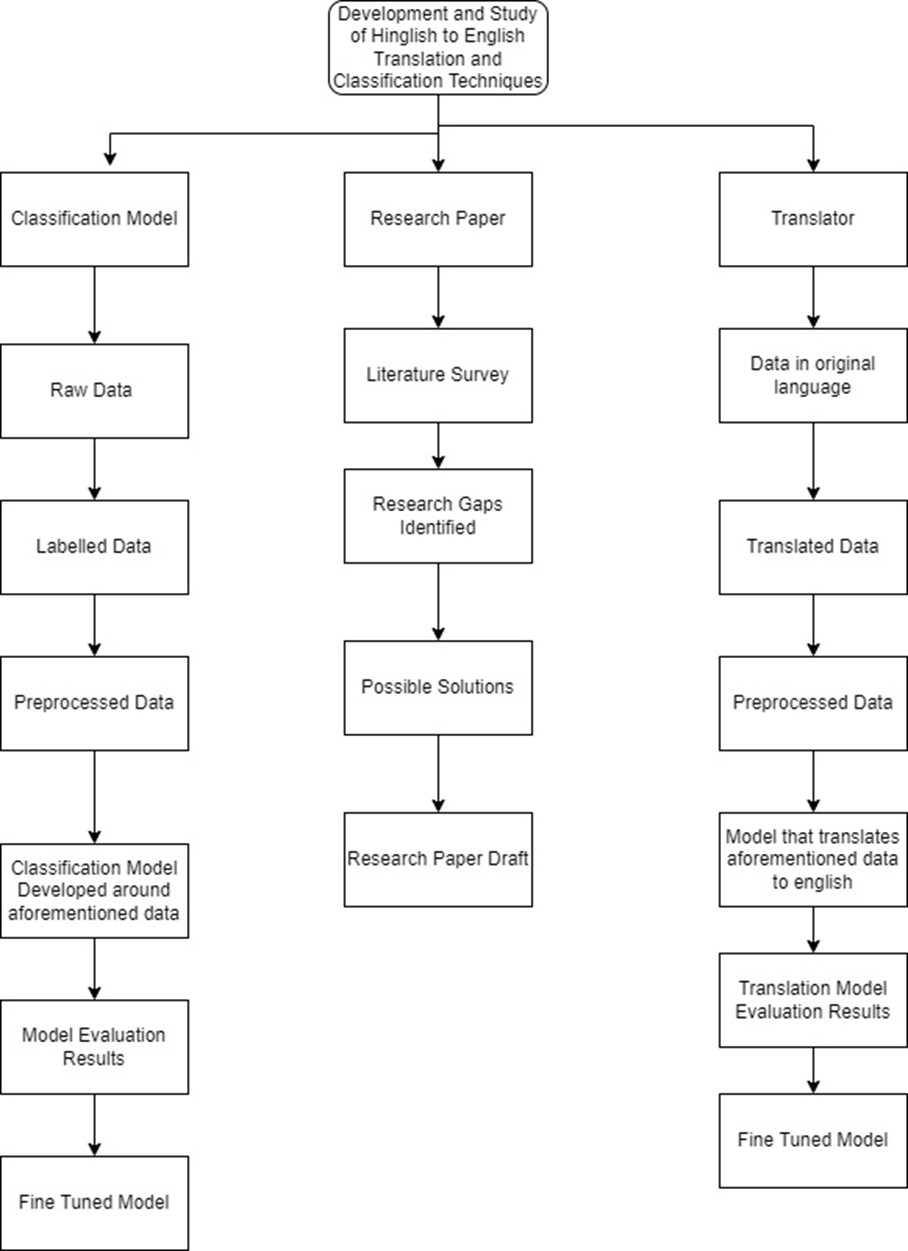 Development and Study
of Hinglish to English
Translation and
Classification Techniques
Classification Model
Raw Data
Labelled Data
Preprocessed Data
Classification Model
Developed around
aforementioned data
Model Evaluation
Results
Fine Tuned Model
Research Paper
Literature Survey
Research Gaps
Identified
Possible Solutions
Research Paper Draft
Translator
Data in original
language
Translated Data
Preprocessed Data
Model that translates
aforementioned data
to english
Translation Model
Evaluation Results
Fine Tuned Model